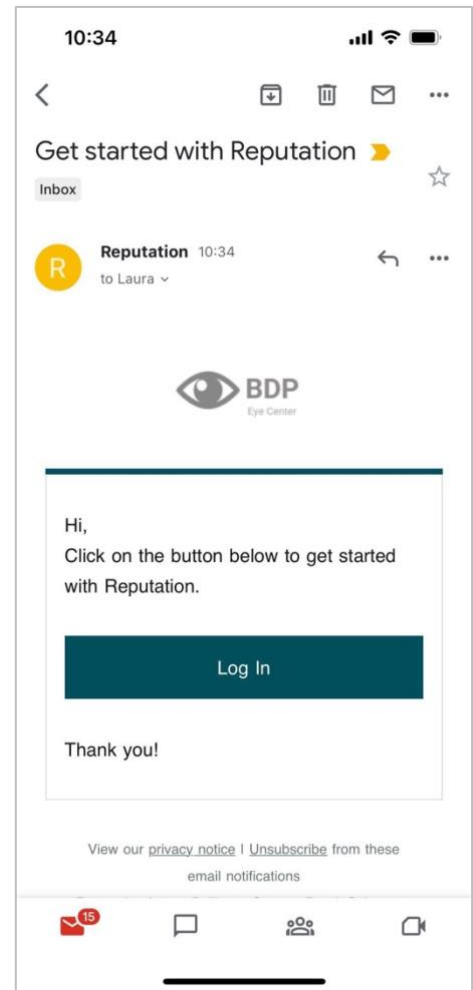 10:34
Get started with Reputation
Inbox
R
Reputation 10:34
to Laura
BDP
Eye Center
Hi,
Click on the button below to get started
with Reputation.
Log In
Thank you!
View our privacy notice | Unsubscribe from these
email notifications
15